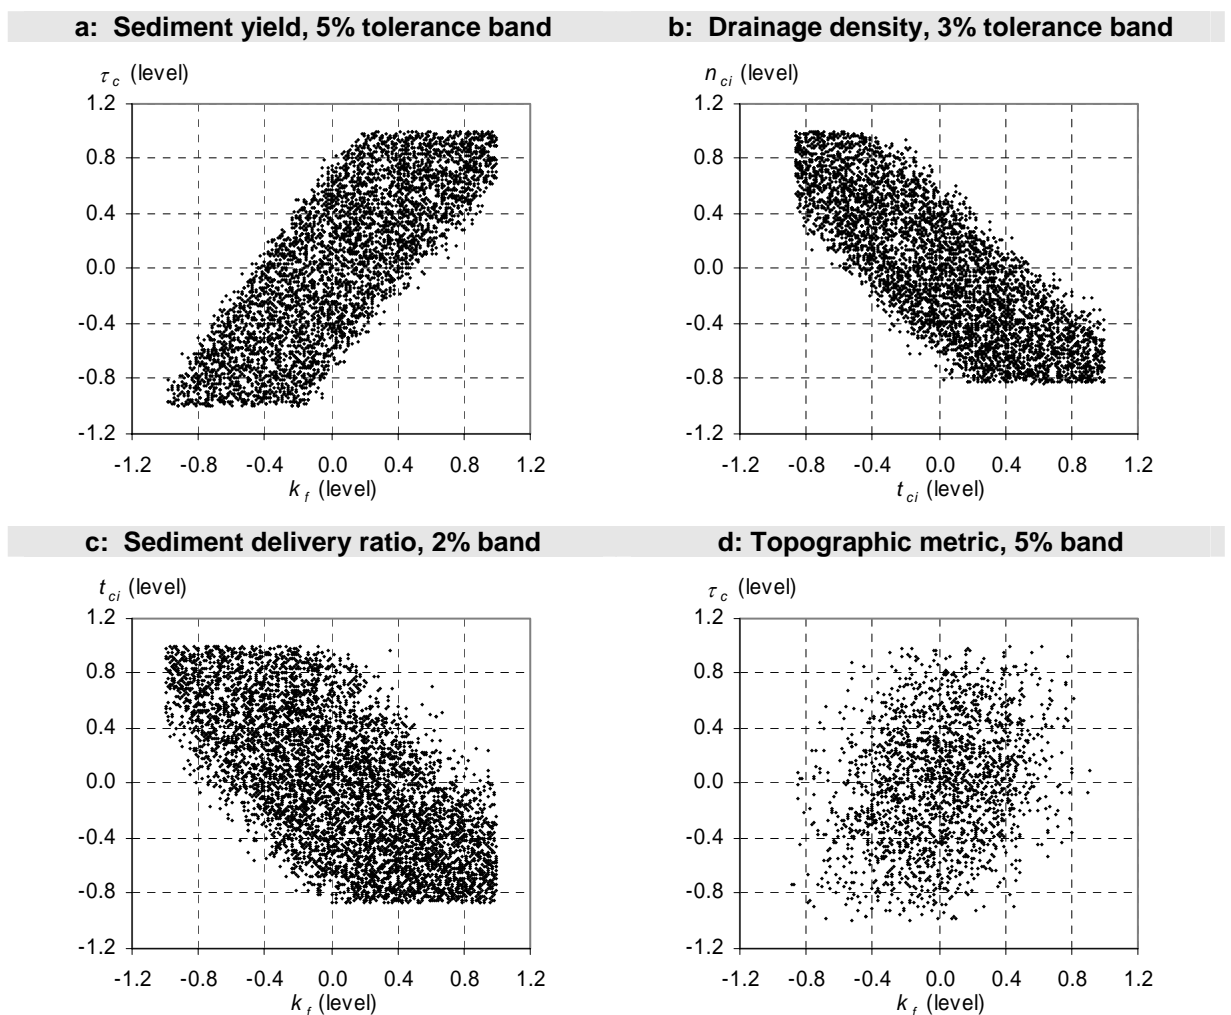 a: Sediment yield, 5% tolerance band
b: Drainage density, 3% tolerance band
τc (level)
1.2
0.8
0.4
0.0
-0.4
-0.8
-1.2
-1.2 -0.8 -0.4 0.0 0.4 0.8 1.2
kf (level)
nci (level)
1.2
0.8
0.4
0.0
-0.4
-0.8
-1.2
-1.2 -0.8 -0.4 0.0 0.4 0.8 1.2
tci (level)
c: Sediment delivery ratio, 2% band
d: Topographic metric, 5% band
tci (level)
1.2
0.8
0.4
0.0
-0.4
-0.8
-1.2
-1.2 -0.8 -0.4 0.0 0.4 0.8 1.2
kf (level)
τc (level)
1.2
0.8
0.4
0.0
-0.4
-0.8
-1.2
-1.2 -0.8 -0.4 0.0 0.4 0.8 1.2
kf (level)